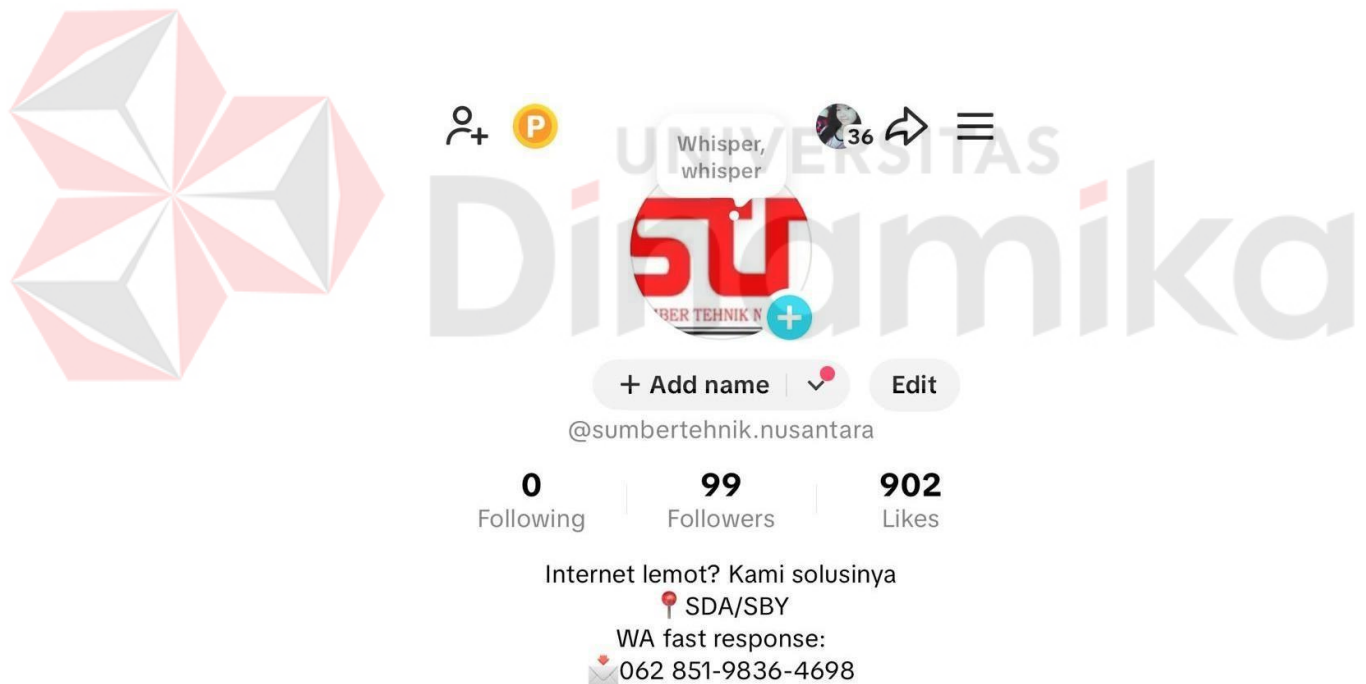 UNIVERSITAS
Dinamika
P
Whisper,
whisper
36
BER TEHNIK N
+ Add name
Edit
@sumbertehnik.nusantara
0 99 902
Following Followers Likes
Internet lemot? Kami solusinya
SDA/SBY
WA fast response:
062 851-9836-4698